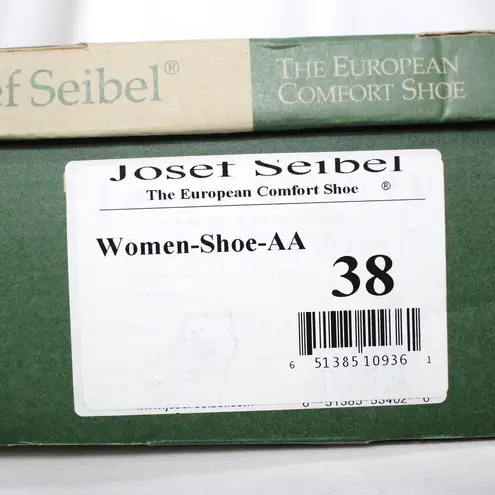 ef Seibel®
THE EUROPEAN
COMFORT SHOE
Josef Seibel
The European Comfort Shoe ®
Women-Shoe-AA
38
6 51385 10936 1